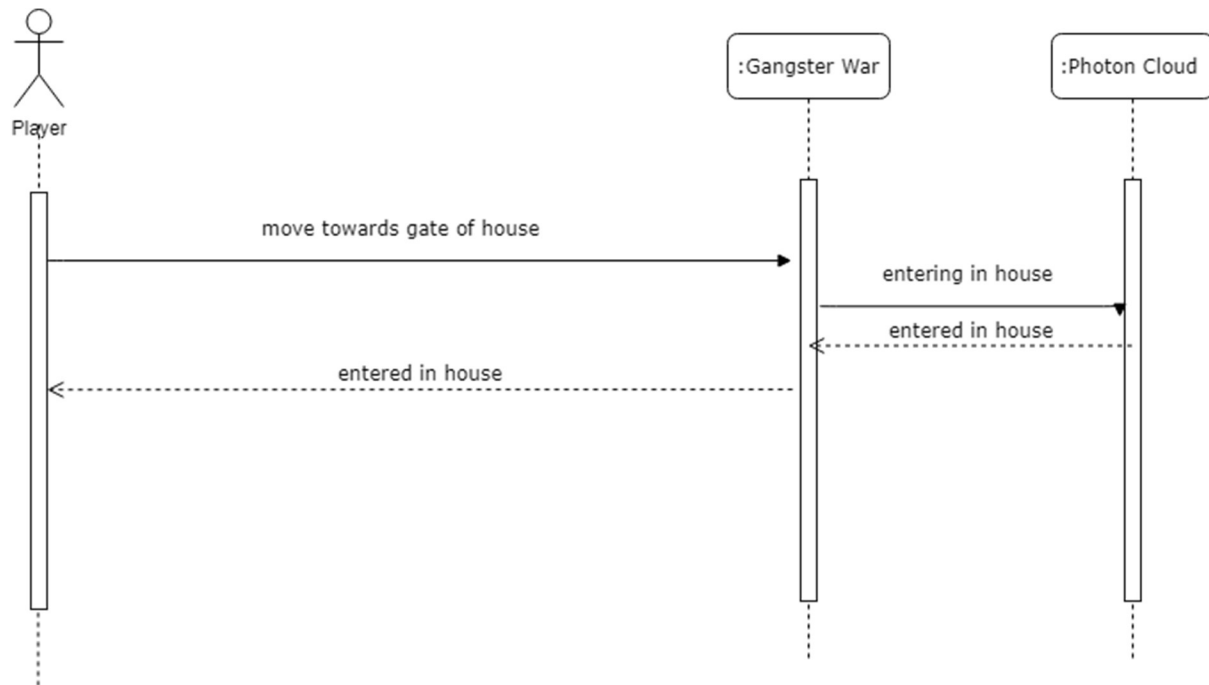 Player
:Gangster War
:Photon Cloud
move towards gate of house
entering in house
entered in house
entered in house